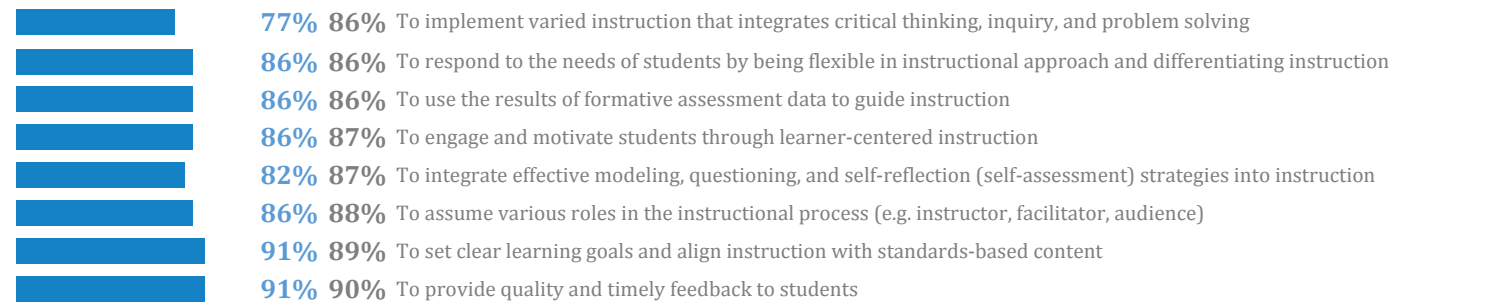 77% 86% To implement varied instruction that integrates critical thinking, inquiry, and problem solving
86% 86% To respond to the needs of students by being flexible in instructional approach and differentiating instruction
86% 86% To use the results of formative assessment data to guide instruction
86% 87% To engage and motivate students through learner-centered instruction
82% 87% To integrate effective modeling, questioning, and self-reflection (self-assessment) strategies into instruction
86% 88% To assume various roles in the instructional process (e.g. instructor, facilitator, audience)
91% 89% To set clear learning goals and align instruction with standards-based content
91% 90% To provide quality and timely feedback to students